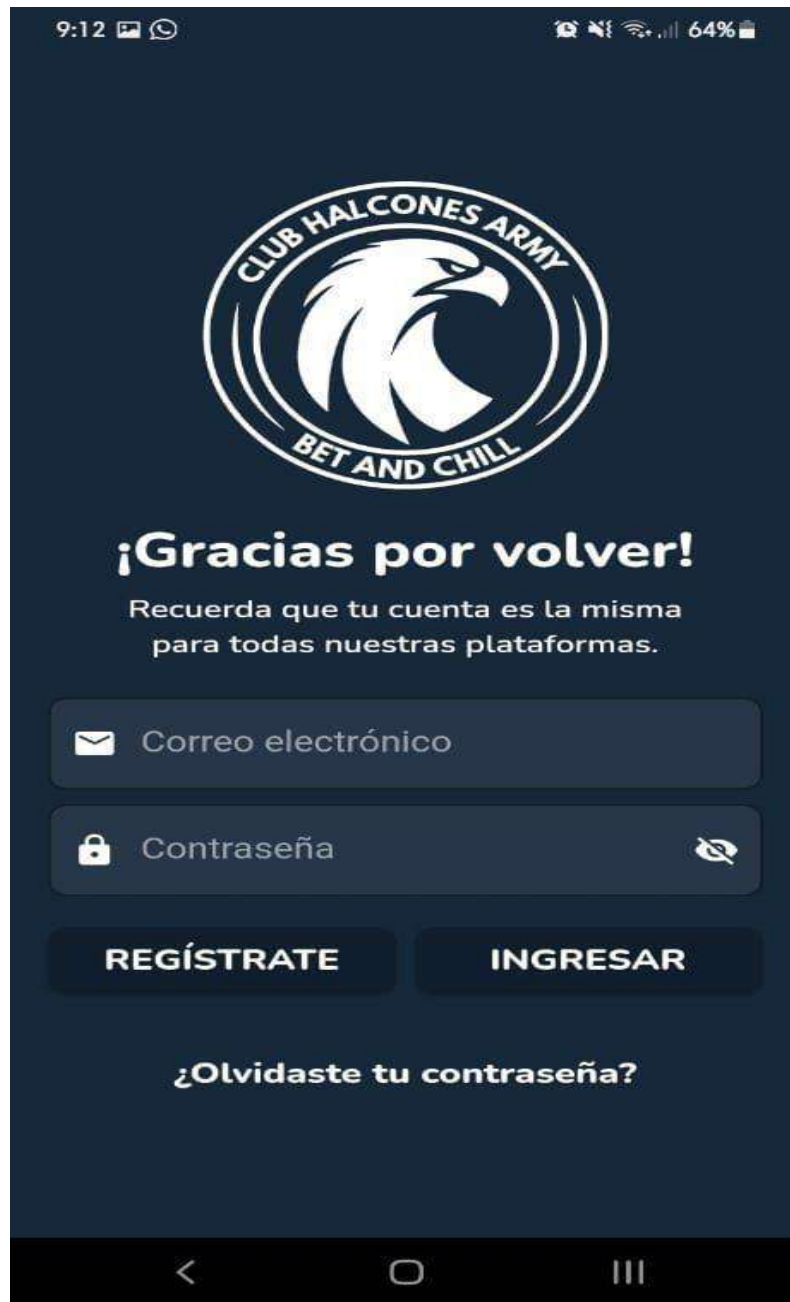 9:12
64%
CLUB HALCONES ARMY
BET AND CHILL
¡Gracias por volver!
Recuerda que tu cuenta es la misma
para todas nuestras plataformas.
Correo electrónico
Contraseña
REGÍSTRATE
INGRESAR
¿Olvidaste tu contraseña?